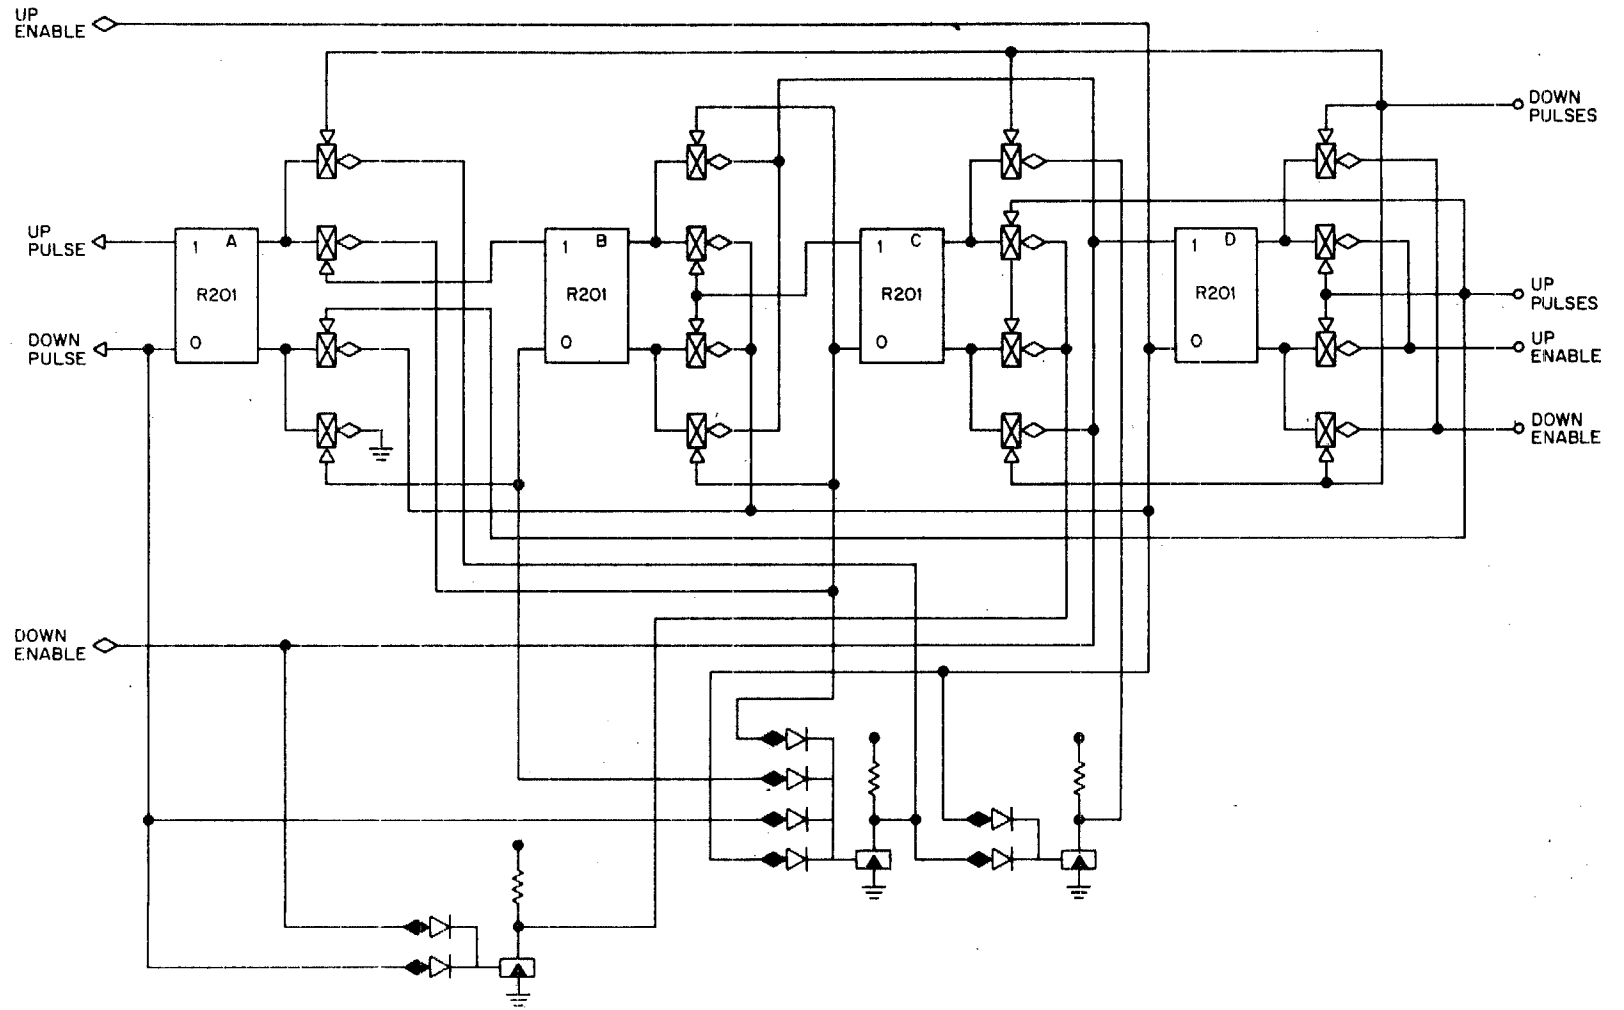 UP
ENABLE
DOWN
PULSES
UP
PULSE
1 A
R201
0
1 B
R201
0
1 C
R201
0
1 D
R201
0
UP
PULSES
DOWN
PULSE
UP
ENABLE
DOWN
ENABLE
DOWN
ENABLE